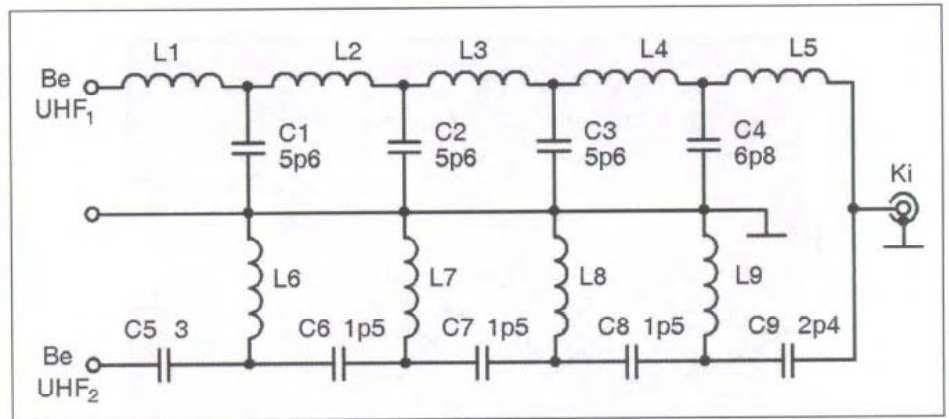 L1
L2
L3
L4
L5
Be
UHF1
C1
5p6
C2
5p6
C3
5p6
C4
6p8
Ki
L6
L7
L8
L9
C5 3
C6 1p5
C7 1p5
C8 1p5
C9 2p4
Be
UHF2